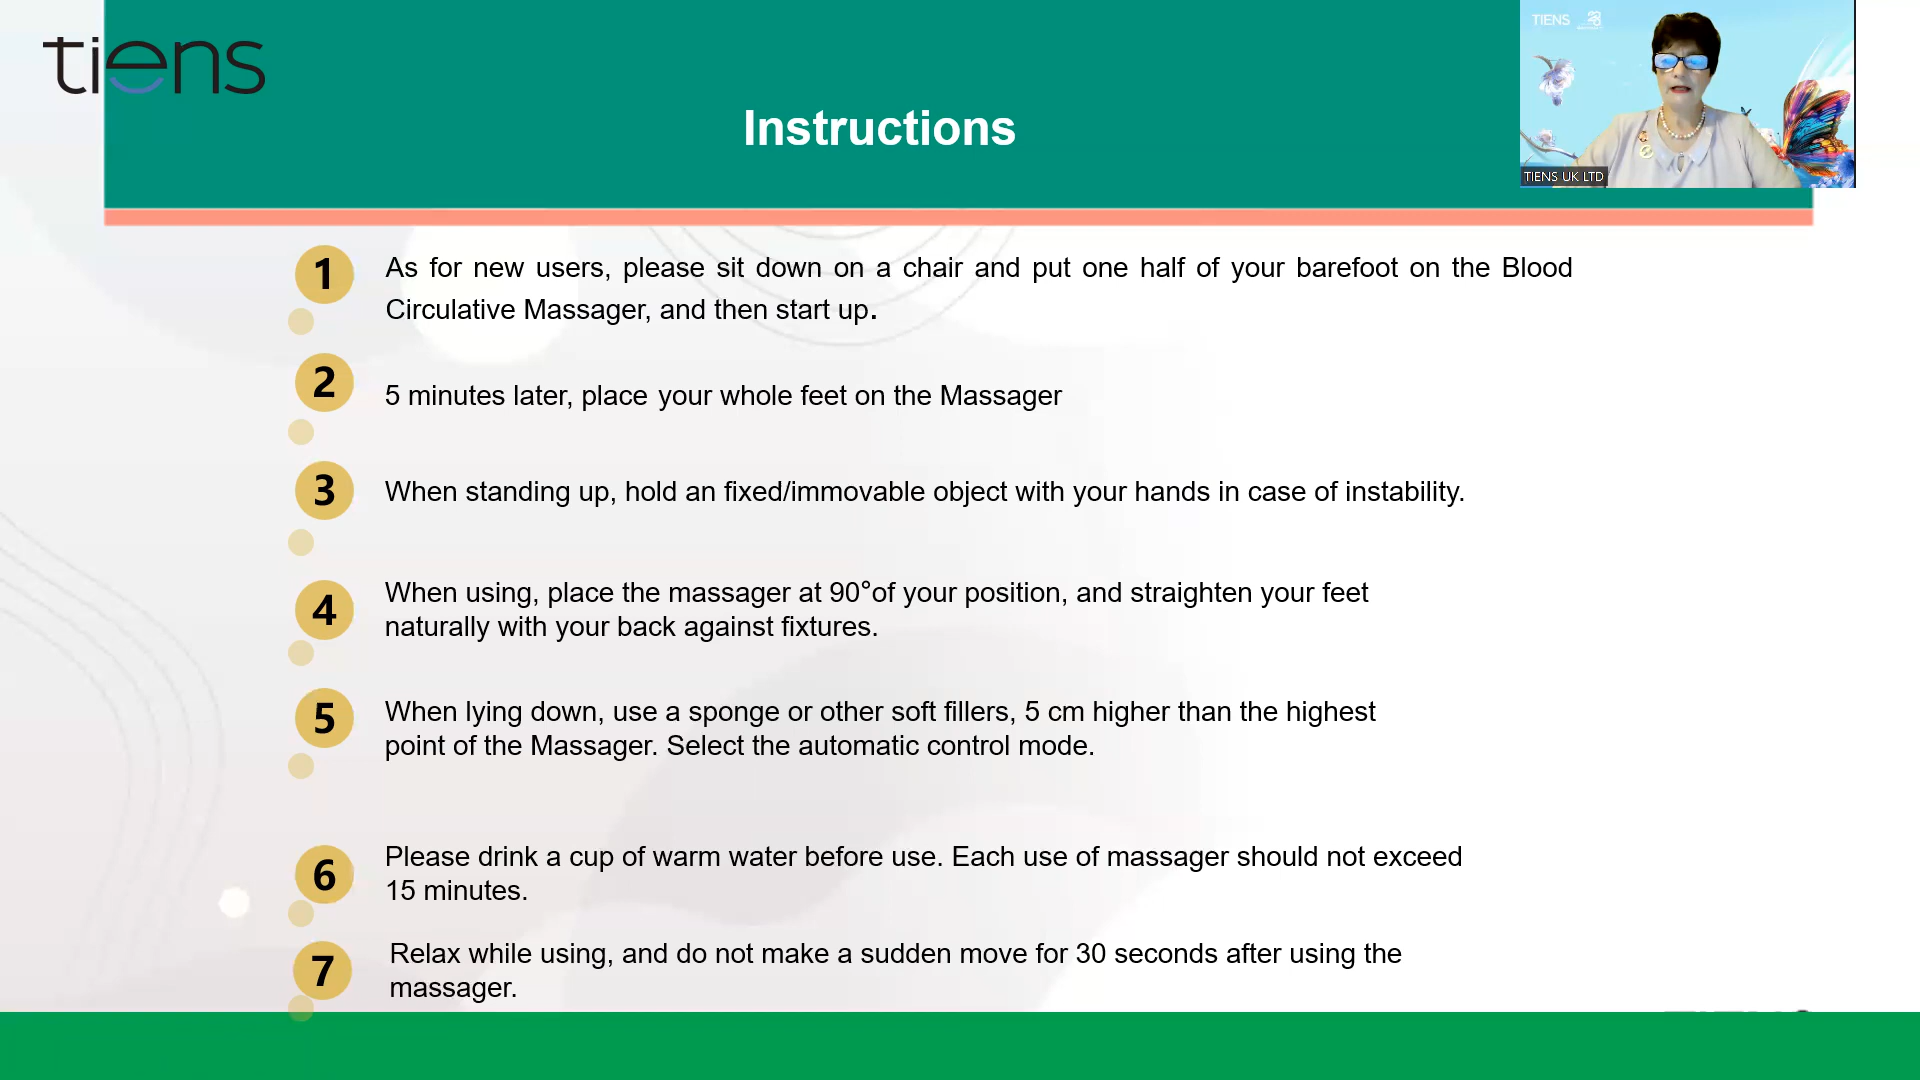 tiens
Instructions
TIENS
TIENS UK LTD
1
As for new users, please sit down on a chair and put one half of your barefoot on the Blood
Circulative Massager, and then start up.
2
5 minutes later, place your whole feet on the Massager
3
When standing up, hold an fixed/immovable object with your hands in case of instability.
4
When using, place the massager at 90°of your position, and straighten your feet
naturally with your back against fixtures.
5
When lying down, use a sponge or other soft fillers, 5 cm higher than the highest
point of the Massager. Select the automatic control mode.
6
Please drink a cup of warm water before use. Each use of massager should not exceed
15 minutes.
7
Relax while using, and do not make a sudden move for 30 seconds after using the
massager.